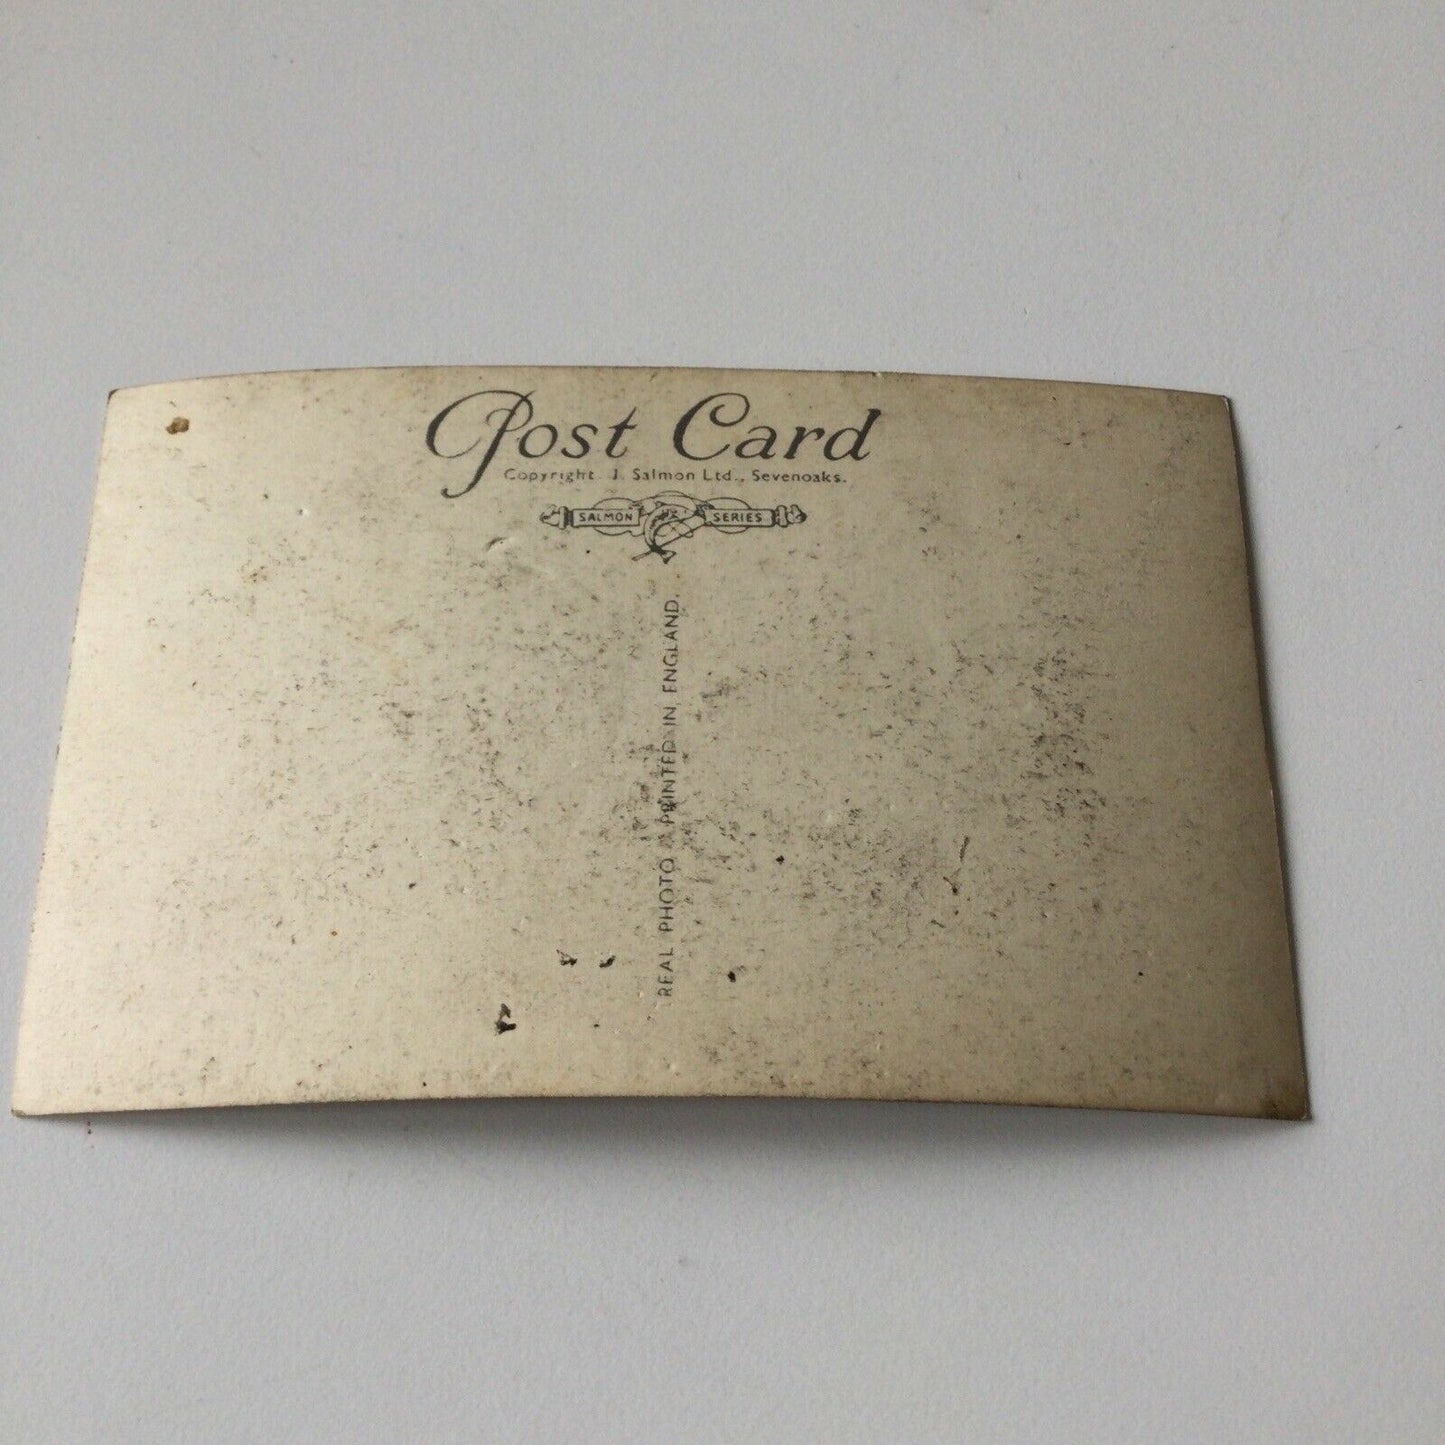 Post Card
Copyright. J. Salmon Ltd., Sevenoaks.
SALMON SERIES
REAL PHOTO PRINTED IN ENGLAND.